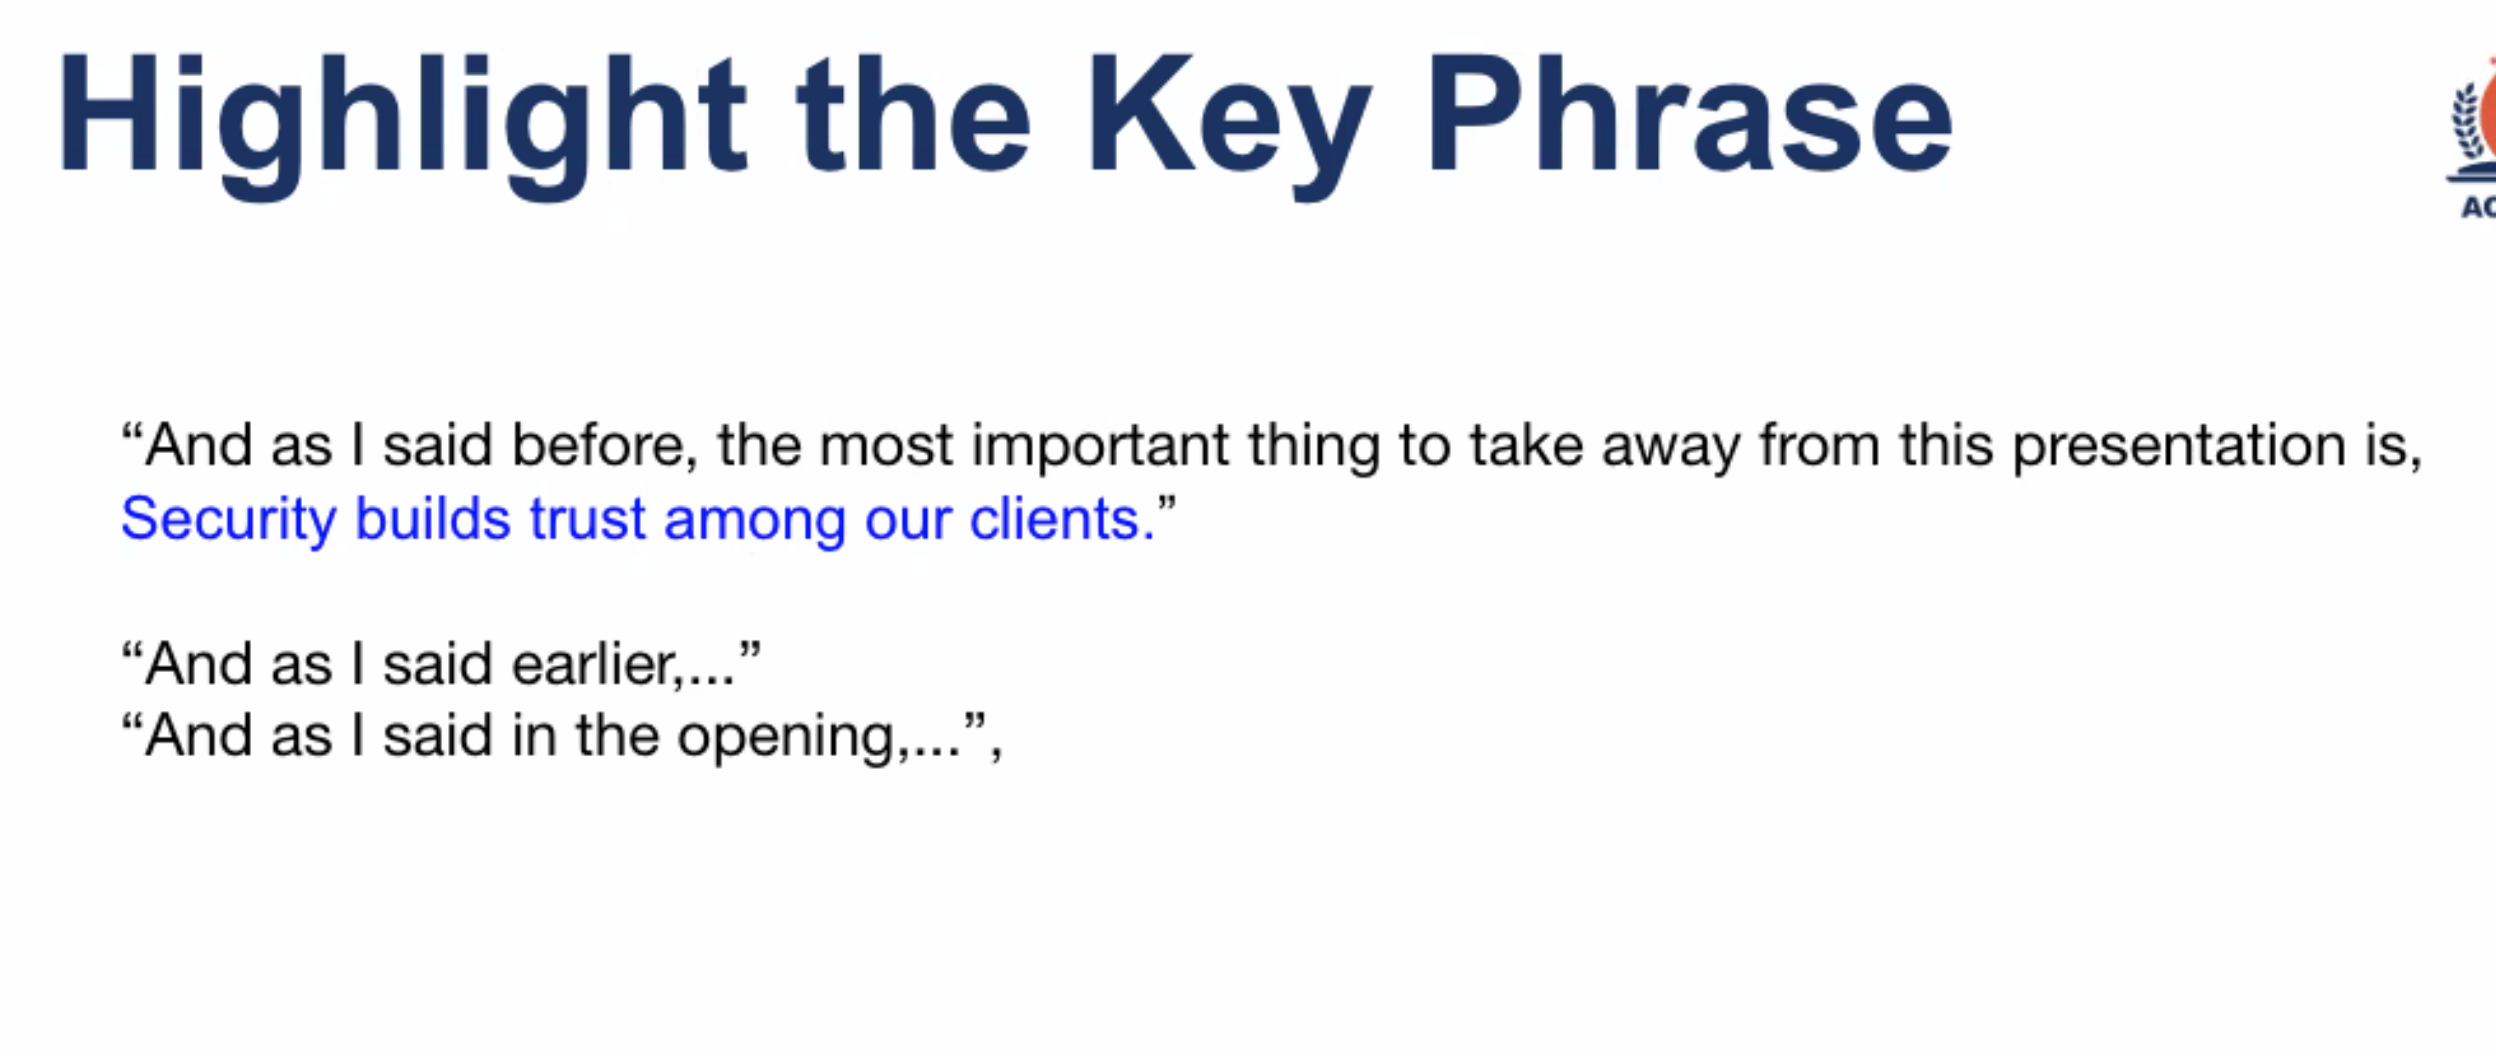 Highlight the Key Phrase
“And as I said before, the most important thing to take away from this presentation is,
Security builds trust among our clients.”
“And as I said earlier,...”
“And as I said in the opening,...”,